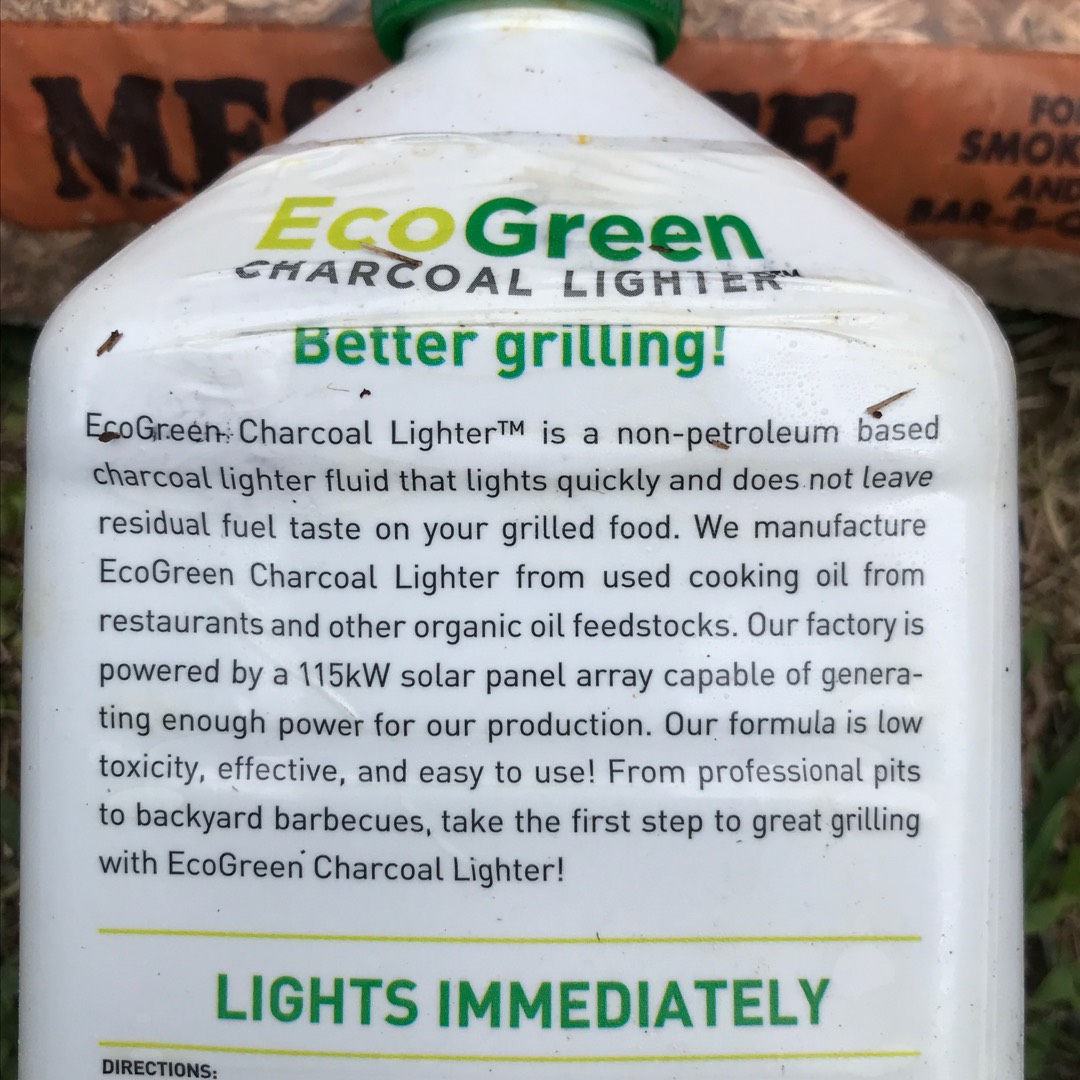 FOR
SMOK
AND
BAR-B-Q
EcoGreen
CHARCOAL LIGHTER™
Better grilling!
EcoGreen Charcoal Lighter™ is a non-petroleum based
charcoal lighter fluid that lights quickly and does not leave
residual fuel taste on your grilled food. We manufacture
EcoGreen Charcoal Lighter from used cooking oil from
restaurants and other organic oil feedstocks. Our factory is
powered by a 115kW solar panel array capable of genera-
ting enough power for our production. Our formula is low
toxicity, effective, and easy to use! From professional pits
to backyard barbecues, take the first step to great grilling
with EcoGreen Charcoal Lighter!
LIGHTS IMMEDIATELY
DIRECTIONS: